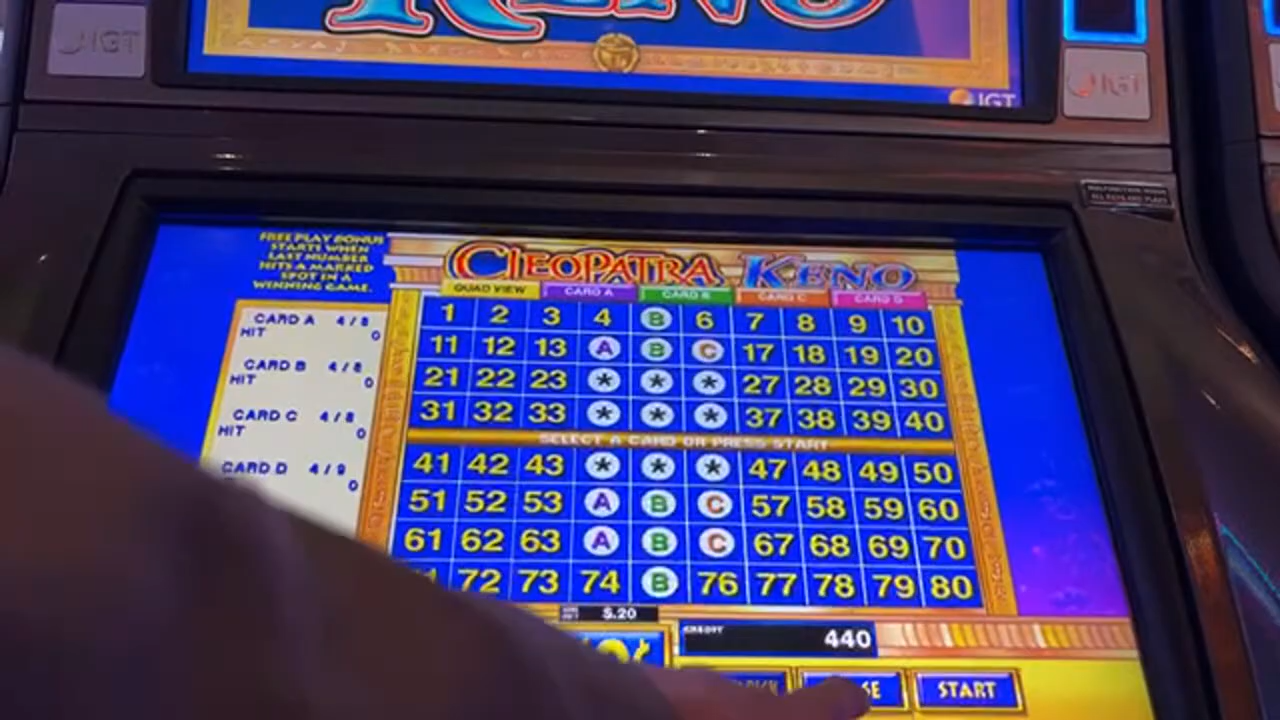 KENO
IGT
IGT
IGT
FREE PLAY BONUS
STARTS WHEN
LAST NUMBER
HITS A MARKED
SPOT IN A
WINNING GAME.
CLEOPATRA KENO
QUAD VIEW CARD A CARD B CARD C CARD D
CARD A 4/8
HIT 0
CARD B 4/8
HIT 0
CARD C 4/8
HIT 0
CARD D 4/9
0
1 2 3 4 B 6 7 8 9 10
11 12 13 A B C 17 18 19 20
21 22 23 * * * 27 28 29 30
31 32 33 * * * 37 38 39 40
SELECT A CARD OR PRESS START
41 42 43 * * * 47 48 49 50
51 52 53 A B C 57 58 59 60
61 62 63 A B C 67 68 69 70
72 73 74 B 76 77 78 79 80
$.20
CREDIT 440
START